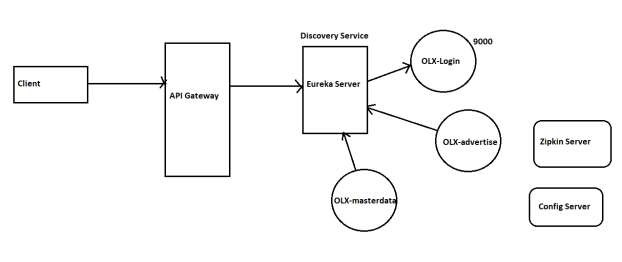 Discovery Service
9000
OLX-Login
Client
API Gateway
Eureka Server
OLX-advertise
Zipkin Server
OLX-masterdata
Config Server